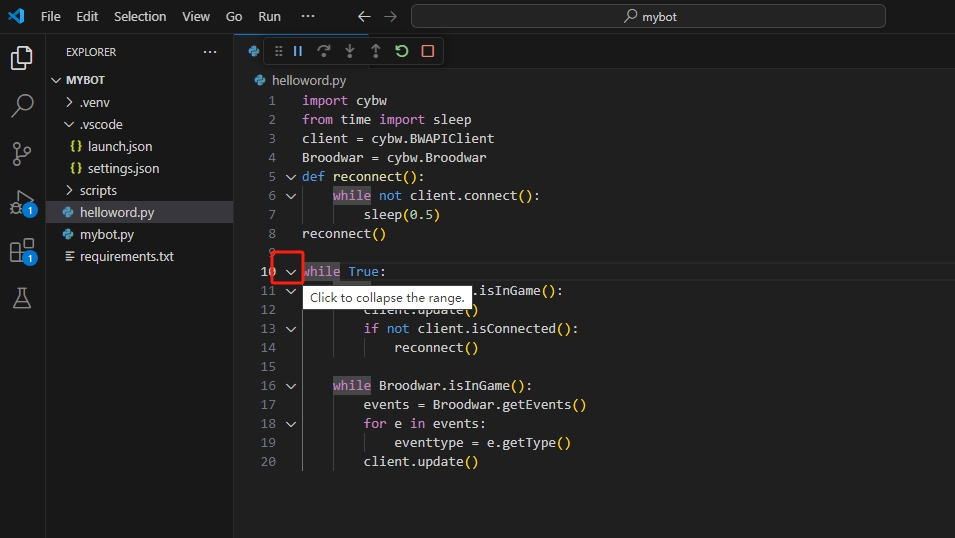 File Edit Selection View Go Run ··· mybot
EXPLORER ···
MYBOT
.venv
.vscode
{} launch.json
{} settings.json
scripts
helloword.py
mybot.py
requirements.txt
1
1
helloword.py
1 import cybw
2 from time import sleep
3 client = cybw.BWAPIClient
4 Broodwar = cybw.Broodwar
5 def reconnect():
6 while not client.connect():
7 sleep(0.5)
8 reconnect()
9
10 while True:
11 .isInGame():
Click to collapse the range.
12 client.update()
13 if not client.isConnected():
14 reconnect()
15
16 while Broodwar.isInGame():
17 events = Broodwar.getEvents()
18 for e in events:
19 eventtype = e.getType()
20 client.update()